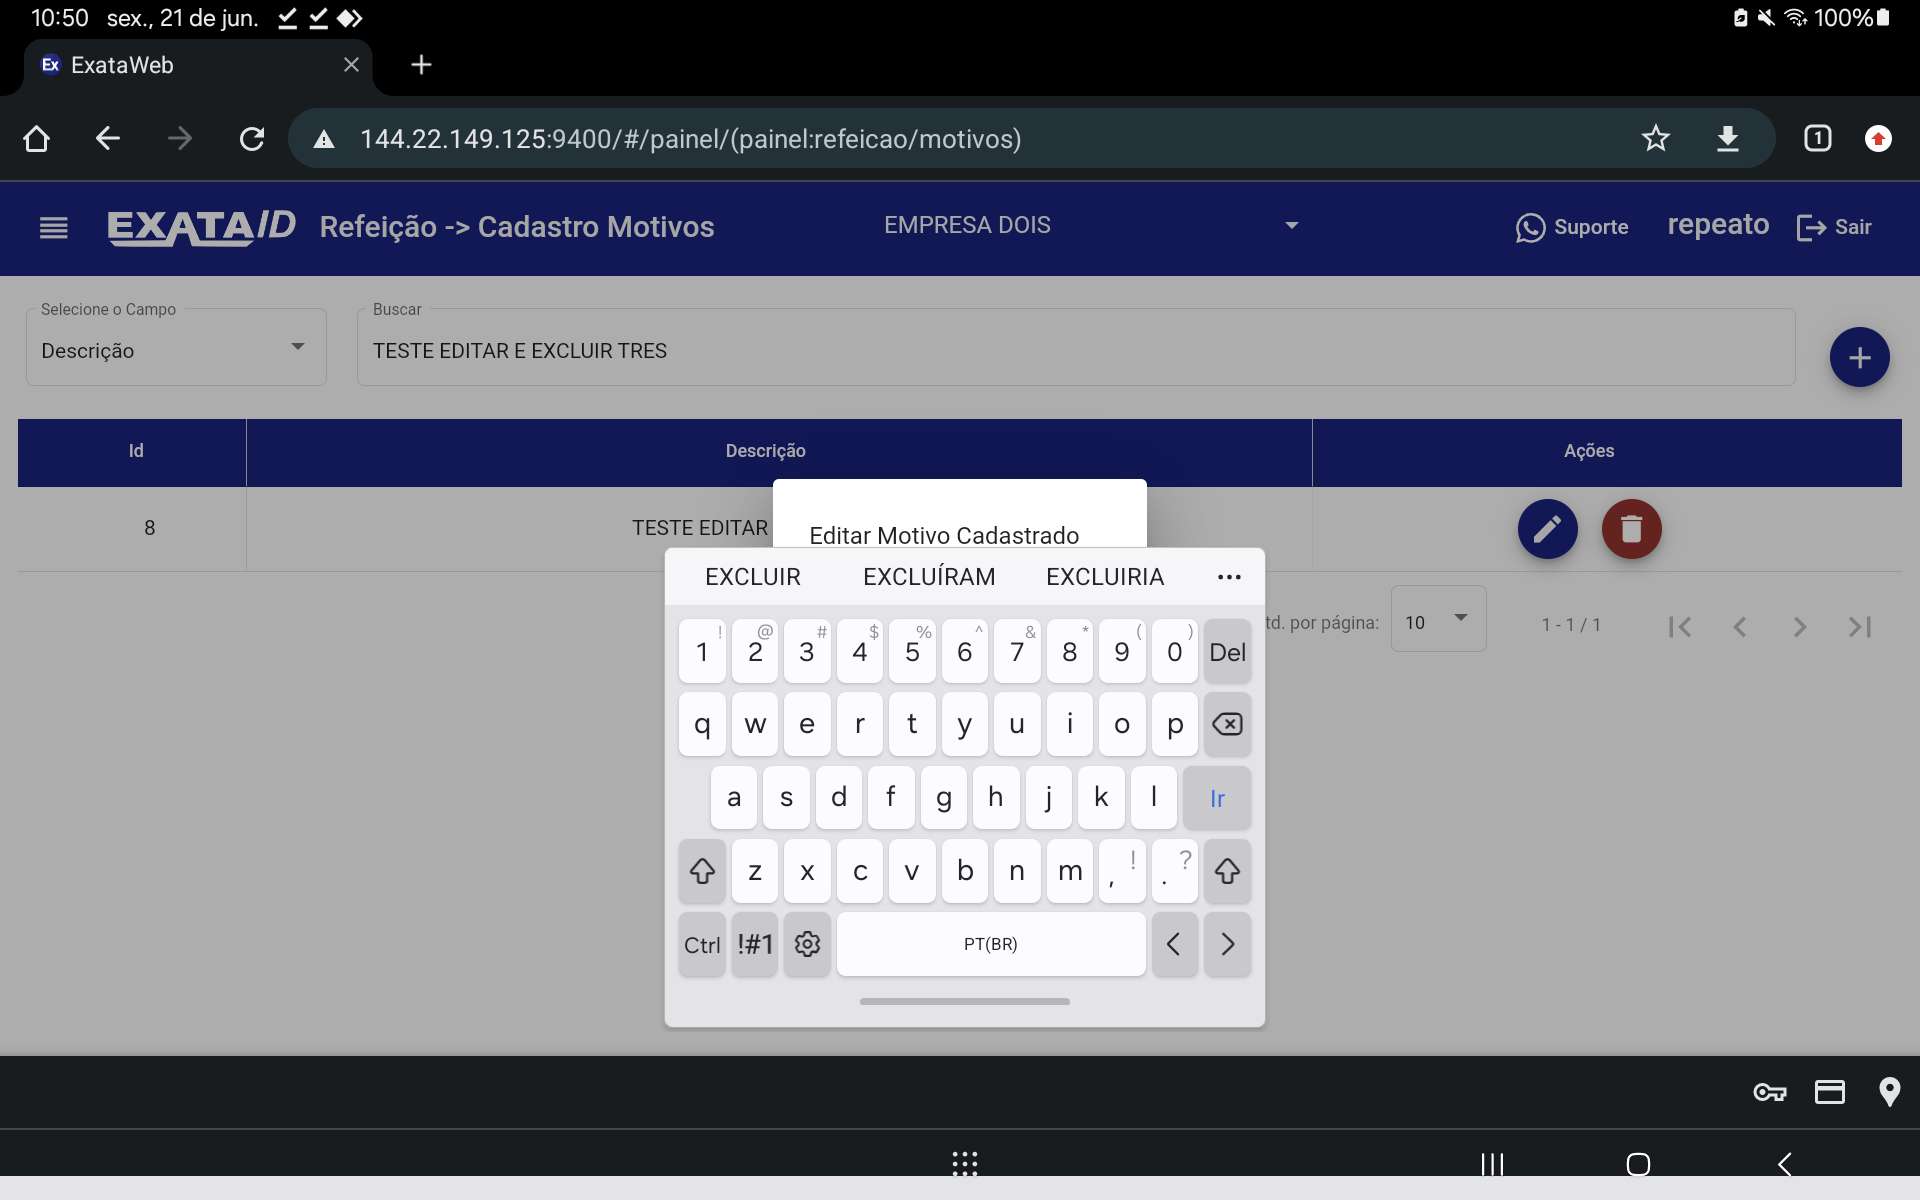 10:50 sex., 21 de jun. 100%
Ex ExataWeb
144.22.149.125:9400/#/painel/(painel:refeicao/motivos) 1
EXATAID Refeição -> Cadastro Motivos EMPRESA DOIS Suporte repeato Sair
Selecione o Campo Buscar
Descrição TESTE EDITAR E EXCLUIR TRES
Id Descrição Ações
8 TESTE EDITAR
Editar Motivo Cadastrado
EXCLUIR EXCLUÍRAM EXCLUIRIA ...
td. por página: 10 1 - 1 / 1
! @ # $ % ^ & * ( )
1 2 3 4 5 6 7 8 9 0 Del
q w e r t y u i o p
a s d f g h j k l Ir
z x c v b n m , ! . ?
Ctrl !#1 PT(BR) < >